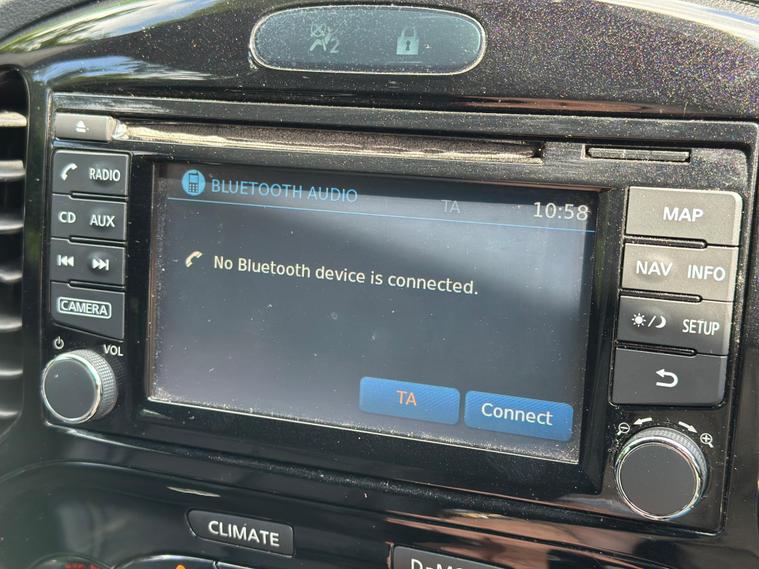 2
BLUETOOTH AUDIO
TA
10:58
RADIO
CD AUX
CAMERA
VOL
No Bluetooth device is connected.
TA
Connect
MAP
NAV INFO
SETUP
CLIMATE